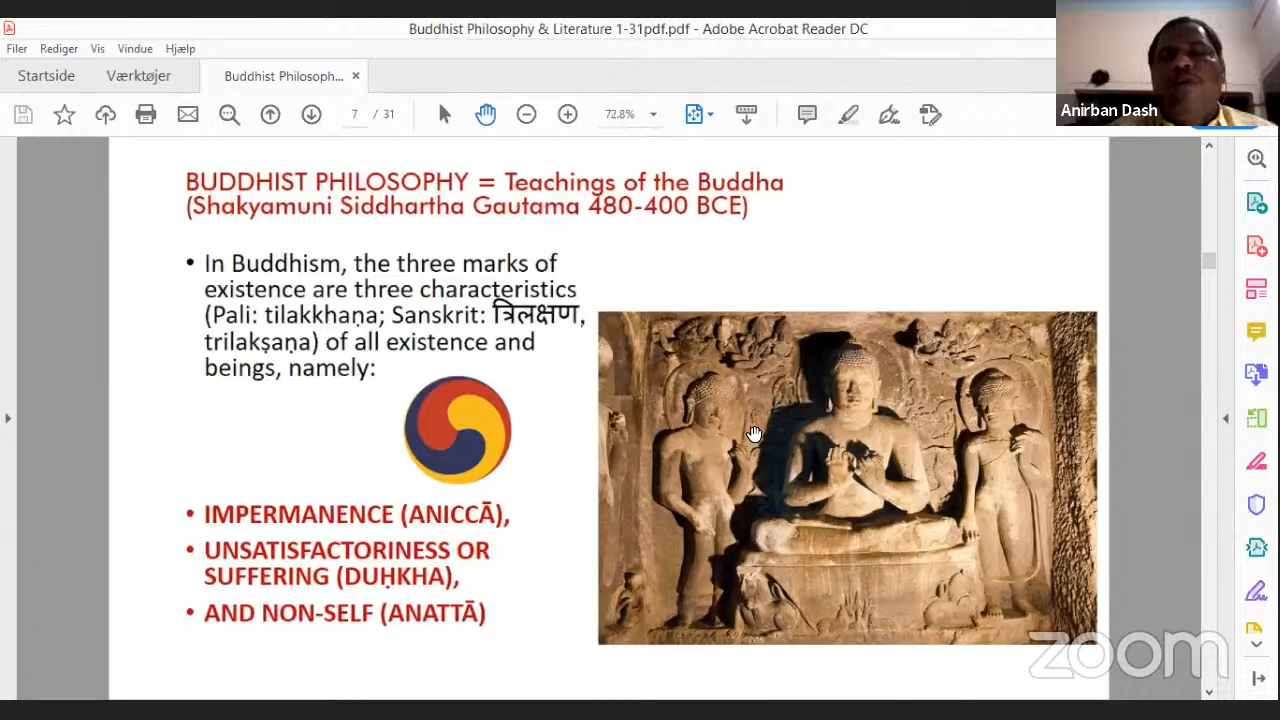 Buddhist Philosophy & Literature 1-31pdf.pdf - Adobe Acrobat Reader DC
Filer Rediger Vis Vindue Hjælp
Startside Værktøjer Buddhist Philosoph... ×
7 / 31 72.8%
Anirban Dash
BUDDHIST PHILOSOPHY = Teachings of the Buddha
(Shakyamuni Siddhartha Gautama 480-400 BCE)
• In Buddhism, the three marks of
existence are three characteristics
(Pali: tilakkhaṇa; Sanskrit: त्रिलक्षण,
trilakṣaṇa) of all existence and
beings, namely:
• IMPERMANENCE (ANICCĀ),
• UNSATISFACTORINESS OR
SUFFERING (DUḤKHA),
• AND NON-SELF (ANATTĀ)
zoom